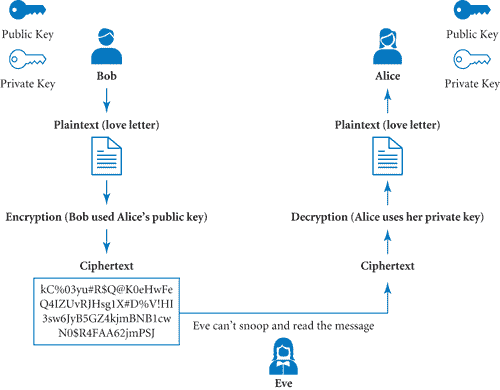 Public Key
Private Key
Public Key
Private Key
Bob
Alice
Plaintext (love letter)
Plaintext (love letter)
Encryption (Bob used Alice's public key)
Decryption (Alice uses her private key)
Ciphertext
Ciphertext
kC%03yu#R$Q@K0eHwFe
Q4IZUvRJHsg1X#D%V!HI
3sw6JyB5GZ4kjmBNB1cw
N0$R4FAA62jmPSJ
Eve can't snoop and read the message
Eve